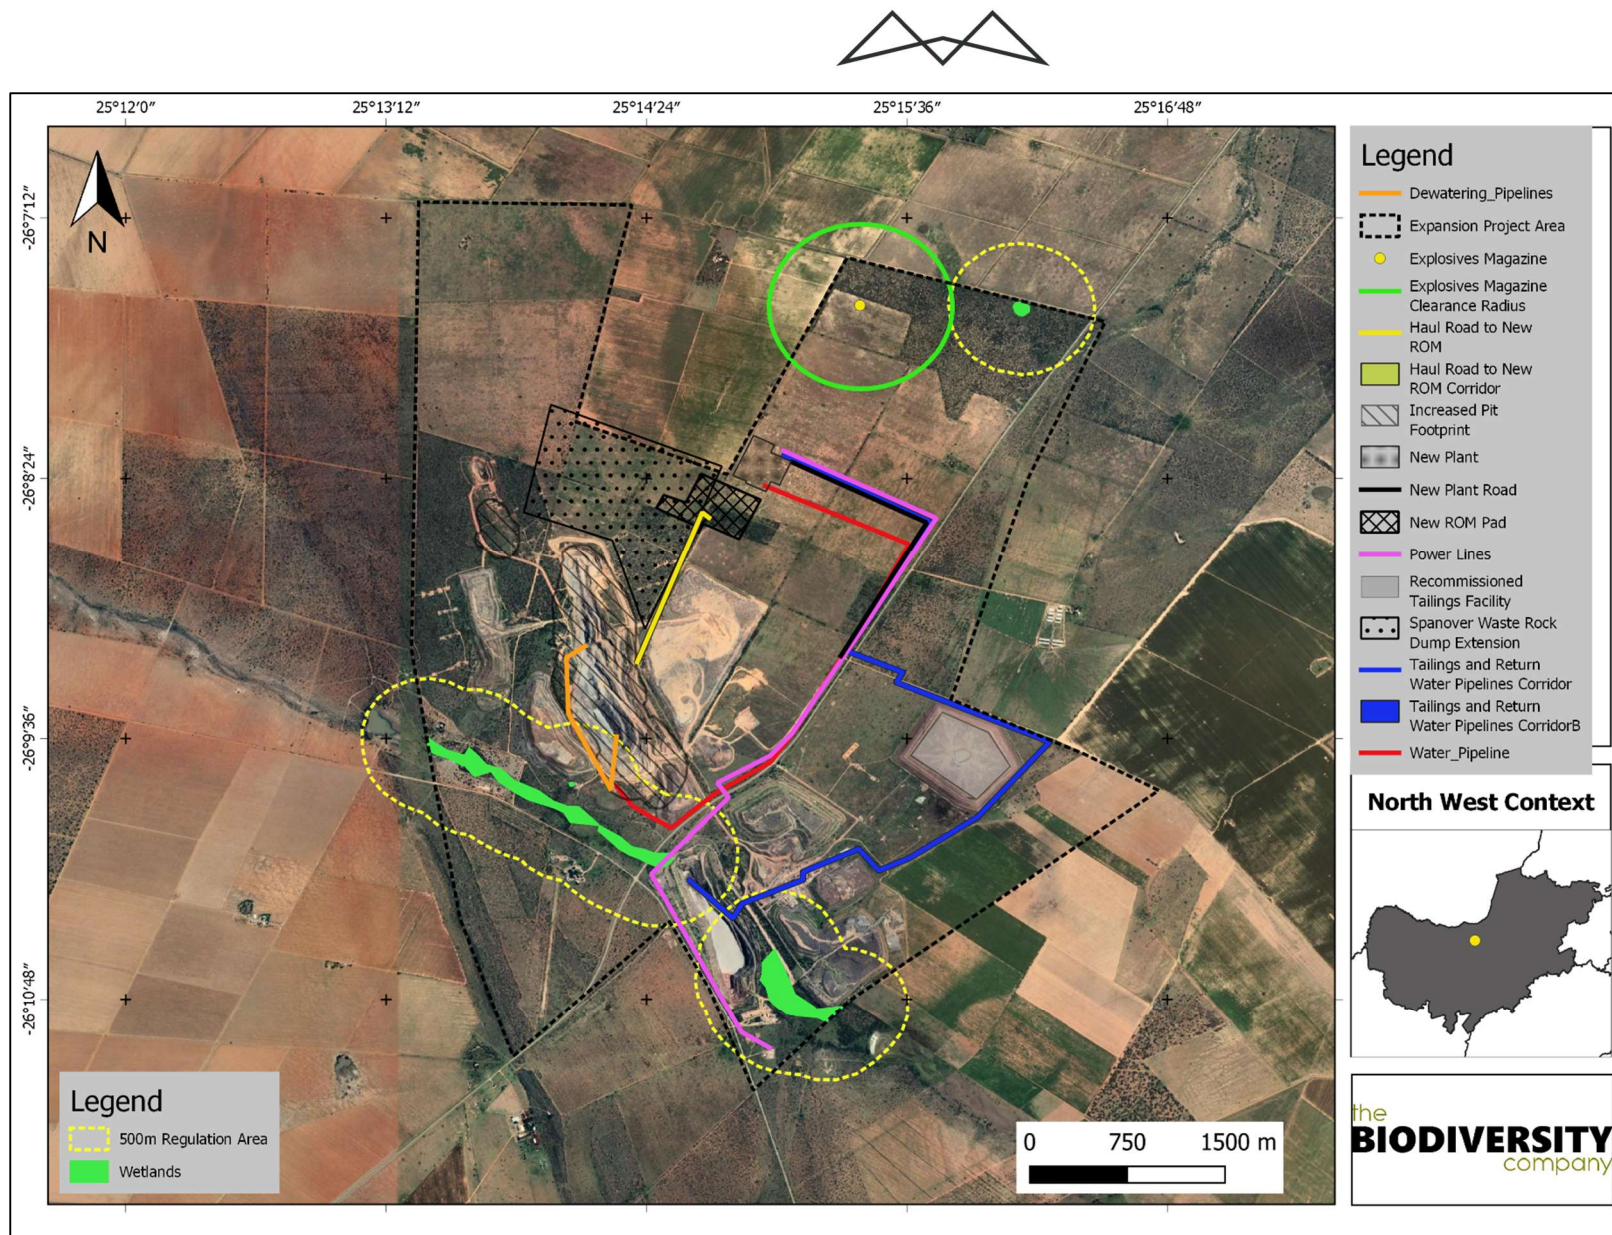 25°12′0″ 25°13′12″ 25°14′24″ 25°15′36″ 25°16′48″
-26°7′12″
-26°8′24″
-26°9′36″
-26°10′48″
N
Legend
Dewatering_Pipelines
Expansion Project Area
Explosives Magazine
Explosives Magazine
Clearance Radius
Haul Road to New
ROM
Haul Road to New
ROM Corridor
Increased Pit
Footprint
New Plant
New Plant Road
New ROM Pad
Power Lines
Recommissioned
Tailings Facility
Spanover Waste Rock
Dump Extension
Tailings and Return
Water Pipelines Corridor
Tailings and Return
Water Pipelines CorridorB
Water_Pipeline
North West Context
Legend
500m Regulation Area
Wetlands
0 750 1500 m
the
BIODIVERSITY
company